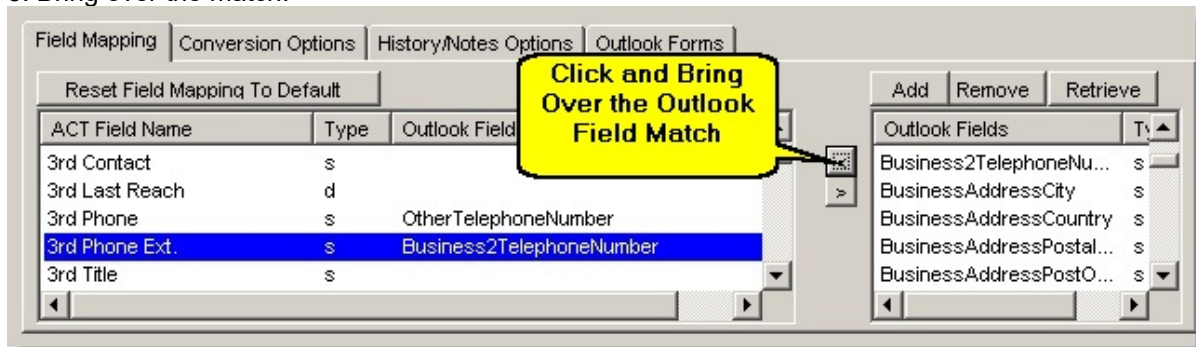 Field Mapping Conversion Options History/Notes Options Outlook Forms
Click and Bring
Over the Outlook
Field Match
Reset Field Mapping To Default
Add Remove Retrieve
ACT Field Name Type Outlook Field
Outlook Fields Ty
3rd Contact s
3rd Last Reach d
3rd Phone s OtherTelephoneNumber
3rd Phone Ext. s Business2TelephoneNumber
3rd Title s
<
>
Business2TelephoneNu... s
BusinessAddressCity s
BusinessAddressCountry s
BusinessAddressPostal... s
BusinessAddressPostO... s